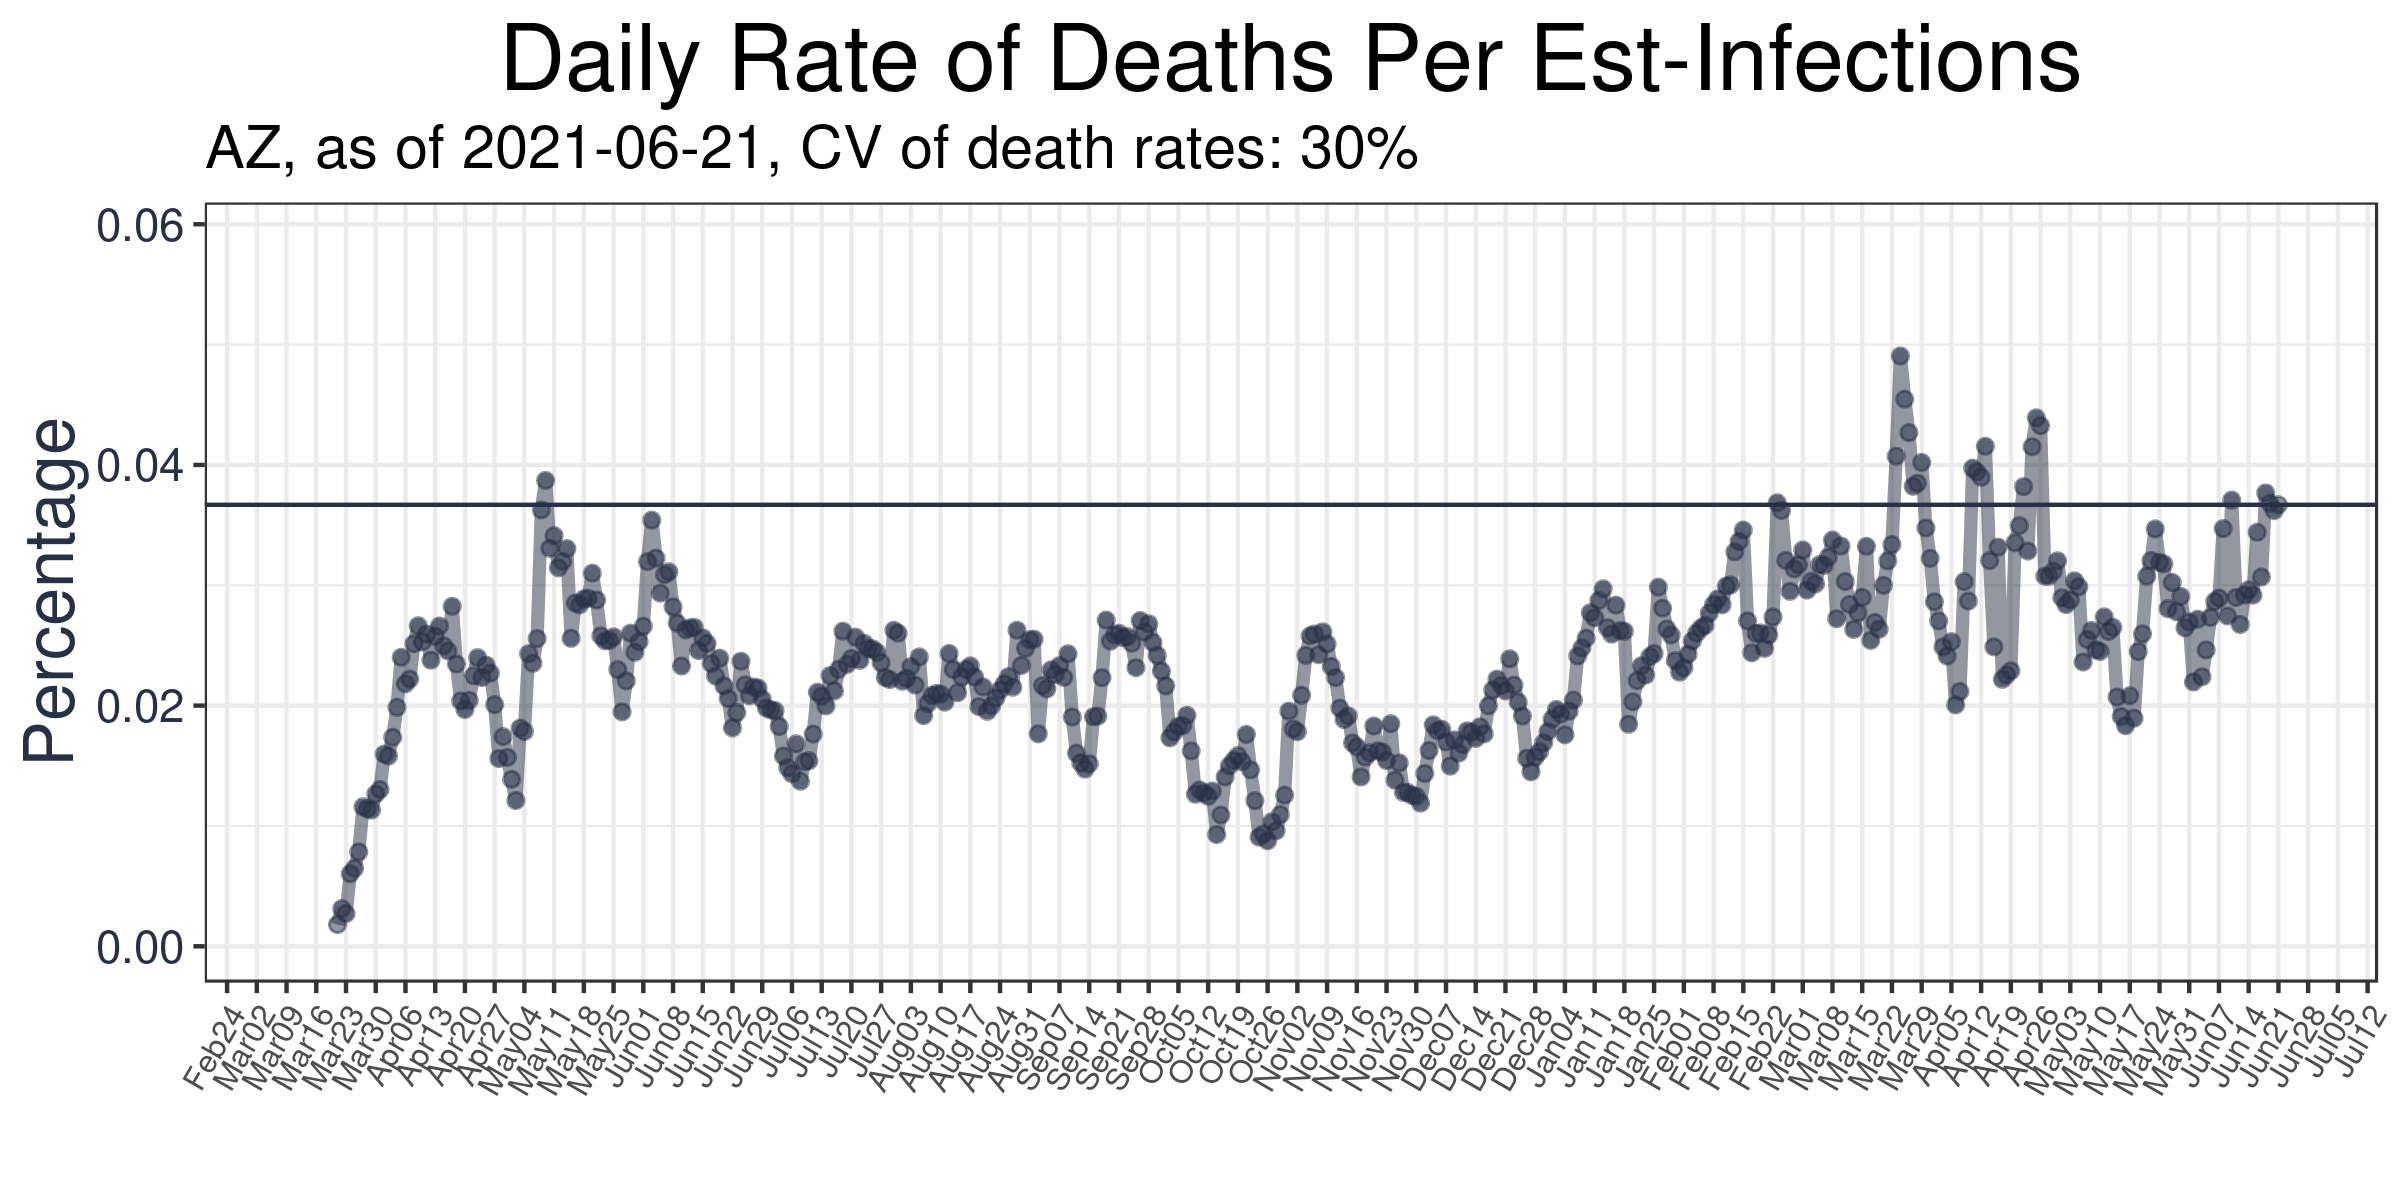 Daily Rate of Deaths Per Est-Infections
AZ, as of 2021-06-21, CV of death rates: 30%
Percentage
0.06
0.04
0.02
0.00
Feb24
Mar02
Mar09
Mar16
Mar23
Mar30
Apr06
Apr13
Apr20
Apr27
May04
May11
May18
May25
Jun01
Jun08
Jun15
Jun22
Jun29
Jul06
Jul13
Jul20
Jul27
Aug03
Aug10
Aug17
Aug24
Aug31
Sep07
Sep14
Sep21
Sep28
Oct05
Oct12
Oct19
Oct26
Nov02
Nov09
Nov16
Nov23
Nov30
Dec07
Dec14
Dec21
Dec28
Jan04
Jan11
Jan18
Jan25
Feb01
Feb08
Feb15
Feb22
Mar01
Mar08
Mar15
Mar22
Mar29
Apr05
Apr12
Apr19
Apr26
May03
May10
May17
May24
May31
Jun07
Jun14
Jun21
Jun28
Jul05
Jul12